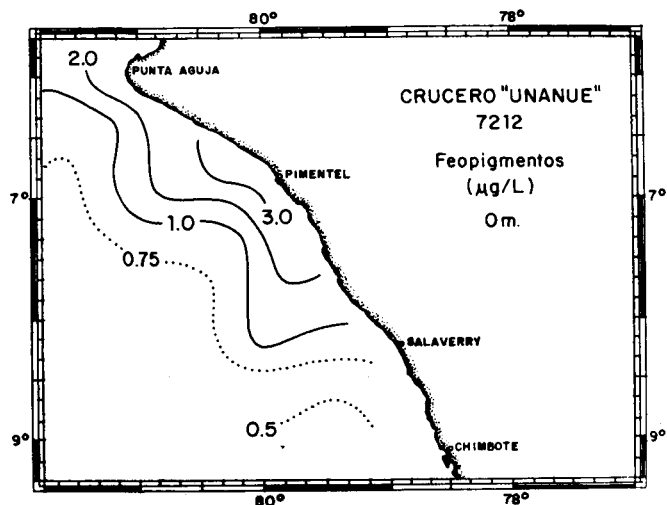 80°
78°
2.0
PUNTA AGUJA
CRUCERO "UNANUE"
7212
Feopigmentos
(µg/L)
0 m.
PIMENTEL
7°
7°
3.0
1.0
0.75
SALAVERRY
0.5
9°
9°
CHIMBOTE
80°
78°